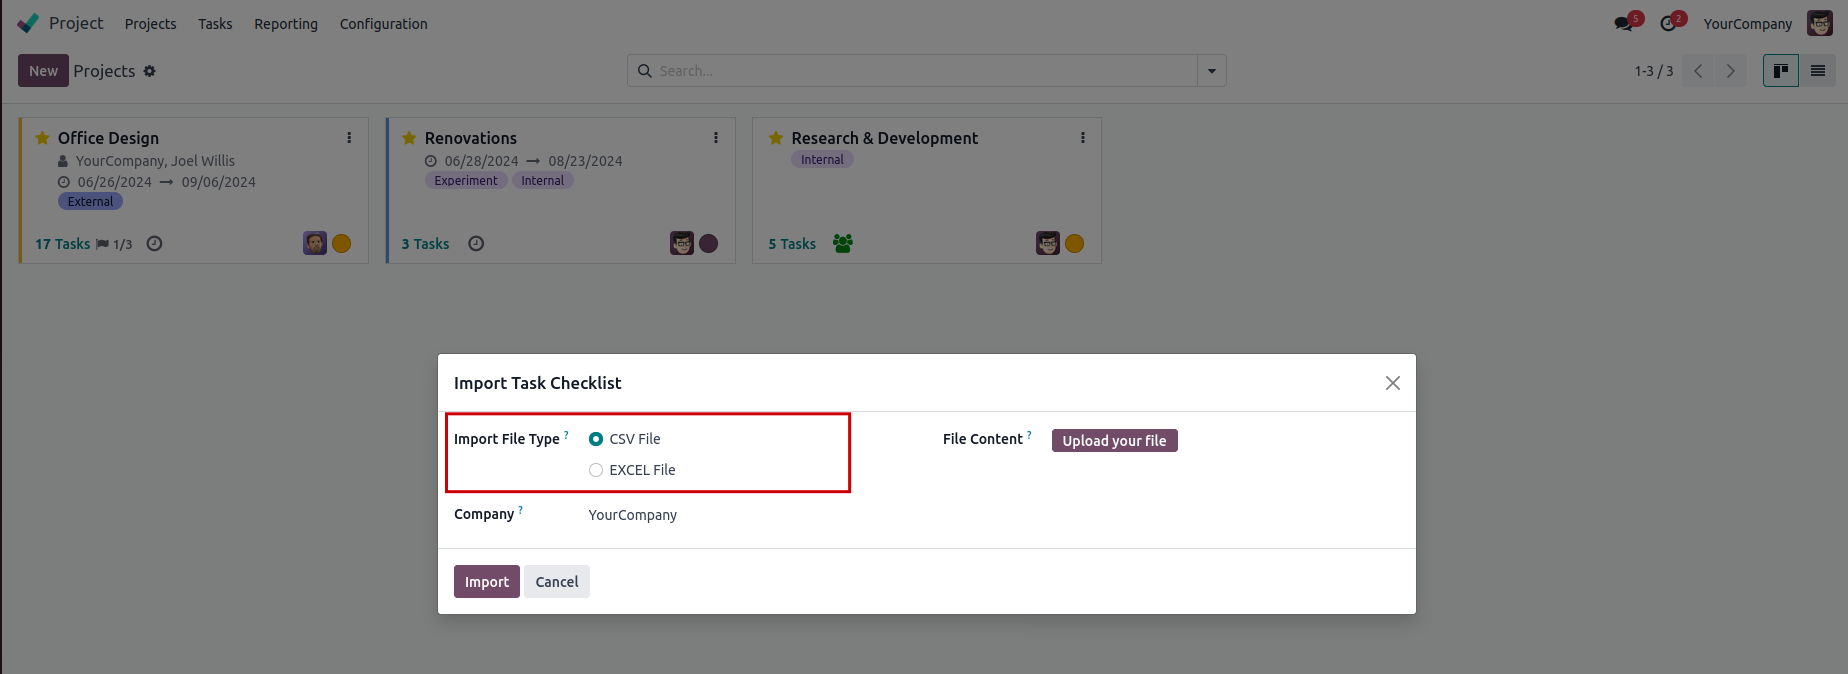 Project Projects Tasks Reporting Configuration 5 2 YourCompany
New Projects Search... 1-3 / 3
Office Design
YourCompany, Joel Willis
06/26/2024 → 09/06/2024
External
17 Tasks 1/3
Renovations
06/28/2024 → 08/23/2024
Experiment Internal
3 Tasks
Research & Development
Internal
5 Tasks
Import Task Checklist
Import File Type ? CSV File
EXCEL File
File Content ? Upload your file
Company ? YourCompany
Import Cancel